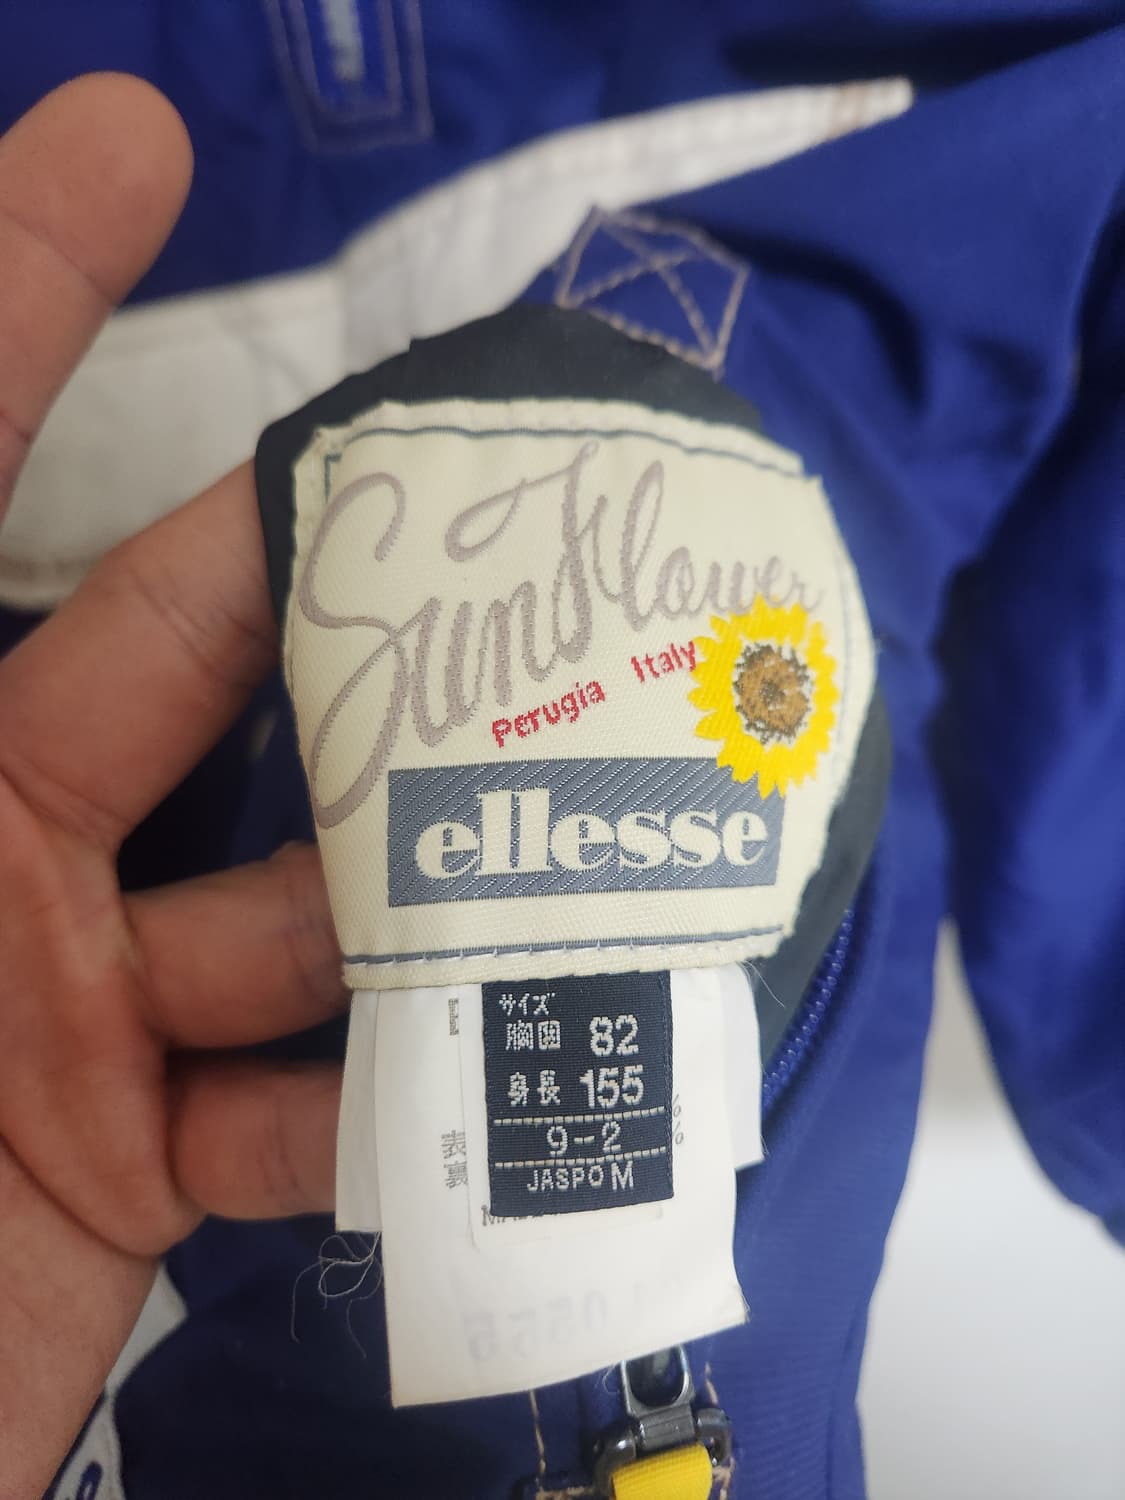 SunFlower
Perugia Italy
ellesse
サイズ
胸囲 82
身長 155
9-2
JASPO M